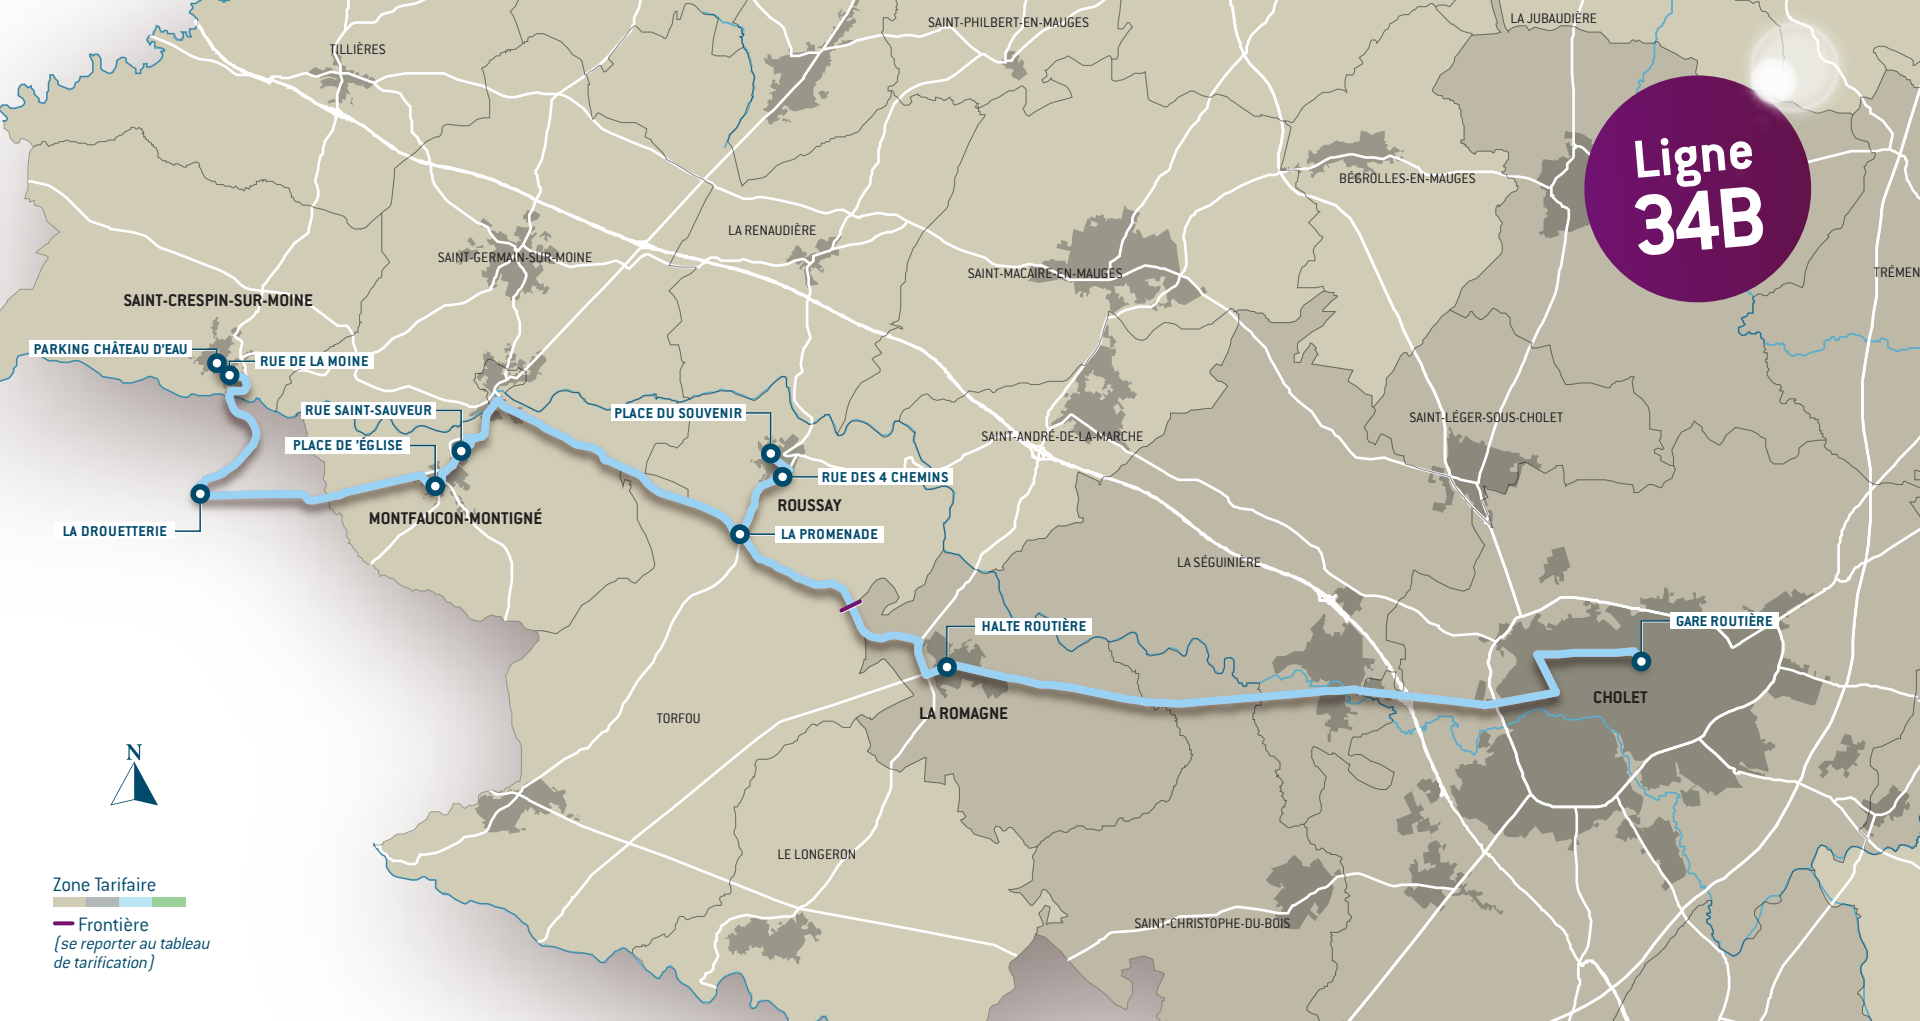 SAINT-PHILBERT-EN-MAUGES
LA JUBAUDIÈRE
TILLIÈRES
Ligne
34B
BÉGROLLES-EN-MAUGES
LA RENAUDIÈRE
SAINT-GERMAIN-SUR-MOINE
SAINT-MACAIRE-EN-MAUGES
TRÉMEN
SAINT-CRESPIN-SUR-MOINE
PARKING CHÂTEAU D'EAU
RUE DE LA MOINE
RUE SAINT-SAUVEUR
PLACE DU SOUVENIR
SAINT-LÉGER-SOUS-CHOLET
PLACE DE 'ÉGLISE
SAINT-ANDRÉ-DE-LA-MARCHE
RUE DES 4 CHEMINS
ROUSSAY
MONTFAUCON-MONTIGNÉ
LA DROUETTERIE
LA PROMENADE
LA SÉGUINIÈRE
HALTE ROUTIÈRE
GARE ROUTIÈRE
CHOLET
LA ROMAGNE
TORFOU
N
LE LONGERON
SAINT-CHRISTOPHE-DU-BOIS
Zone Tarifaire
Frontière
(se reporter au tableau
de tarification)